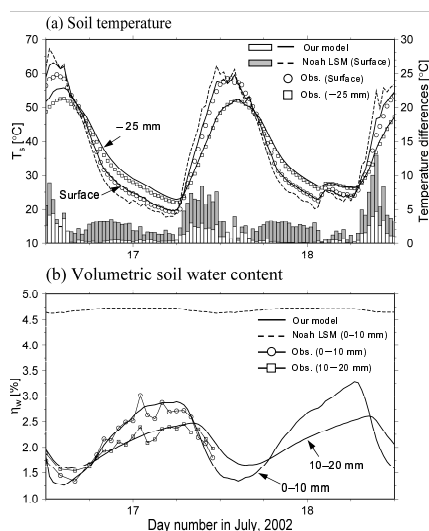 (a) Soil temperature
Our model
Noah LSM (Surface)
Obs. (Surface)
Obs. (−25 mm)
−25 mm
Surface
70
60
50
40
30
20
10
Ts [°C]
30
25
20
15
10
5
0
Temperature differences [°C]
17
18
(b) Volumetric soil water content
Our model
Noah LSM (0−10 mm)
Obs. (0−10 mm)
Obs. (10−20 mm)
5.0
4.5
4.0
3.5
3.0
2.5
2.0
1.5
1.0
ηw [%]
10−20 mm
0−10 mm
17
18
Day number in July, 2002